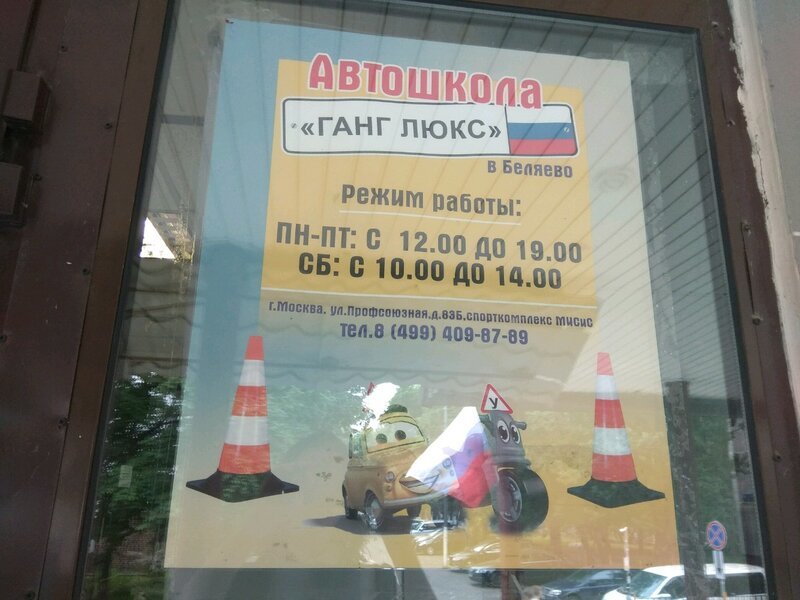 Автошкола
«ГАНГ ЛЮКС»
в Беляево
Режим работы:
ПН-ПТ: С 12.00 ДО 19.00
СБ: С 10.00 ДО 14.00
г.Москва, ул.Профсоюзная,д.83Б,спорткомплекс МИСиС
тел.8 (499) 409-87-89
У